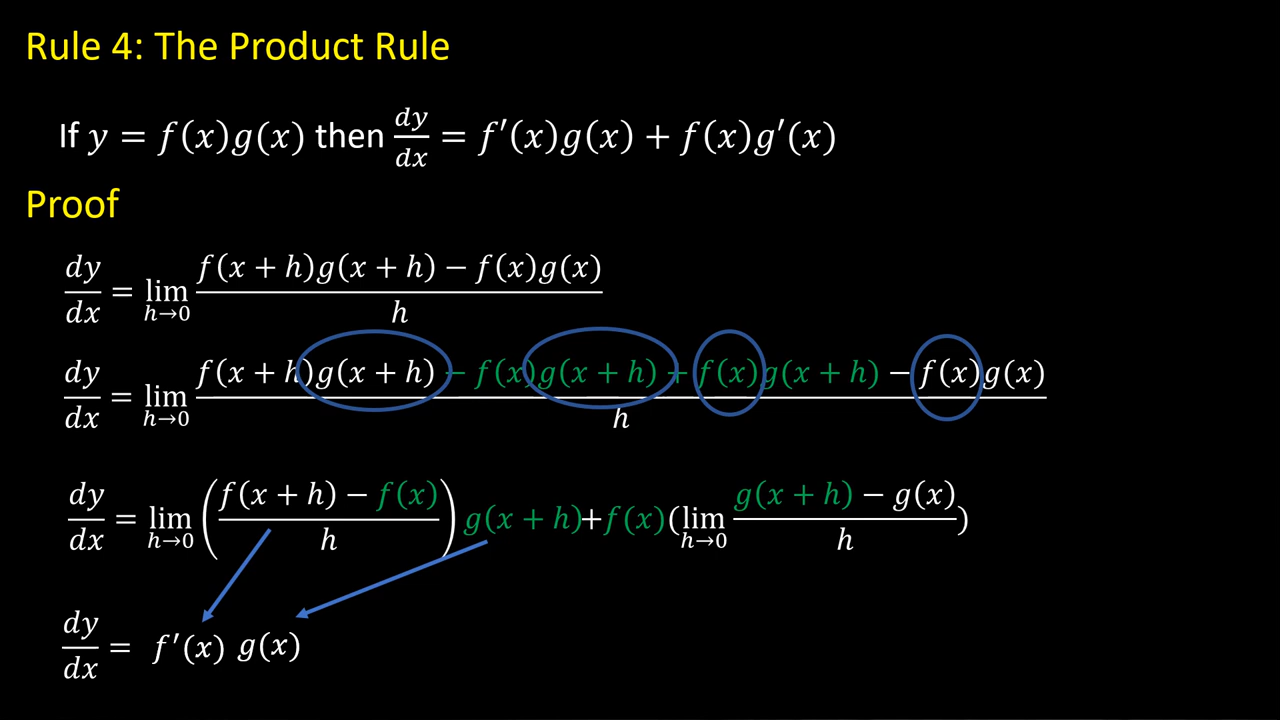 Rule 4: The Product Rule
If y = f(x)g(x) then dy/dx = f′(x)g(x) + f(x)g′(x)
Proof
dy/dx = lim h→0 (f(x + h)g(x + h) − f(x)g(x))/h
dy/dx = lim h→0 (f(x + h)g(x + h) − f(x)g(x + h) + f(x)g(x + h) − f(x)g(x))/h
dy/dx = lim h→0 ((f(x + h) − f(x))/h) g(x + h)+f(x)(lim h→0 (g(x + h) − g(x))/h)
dy/dx = f′(x) g(x)